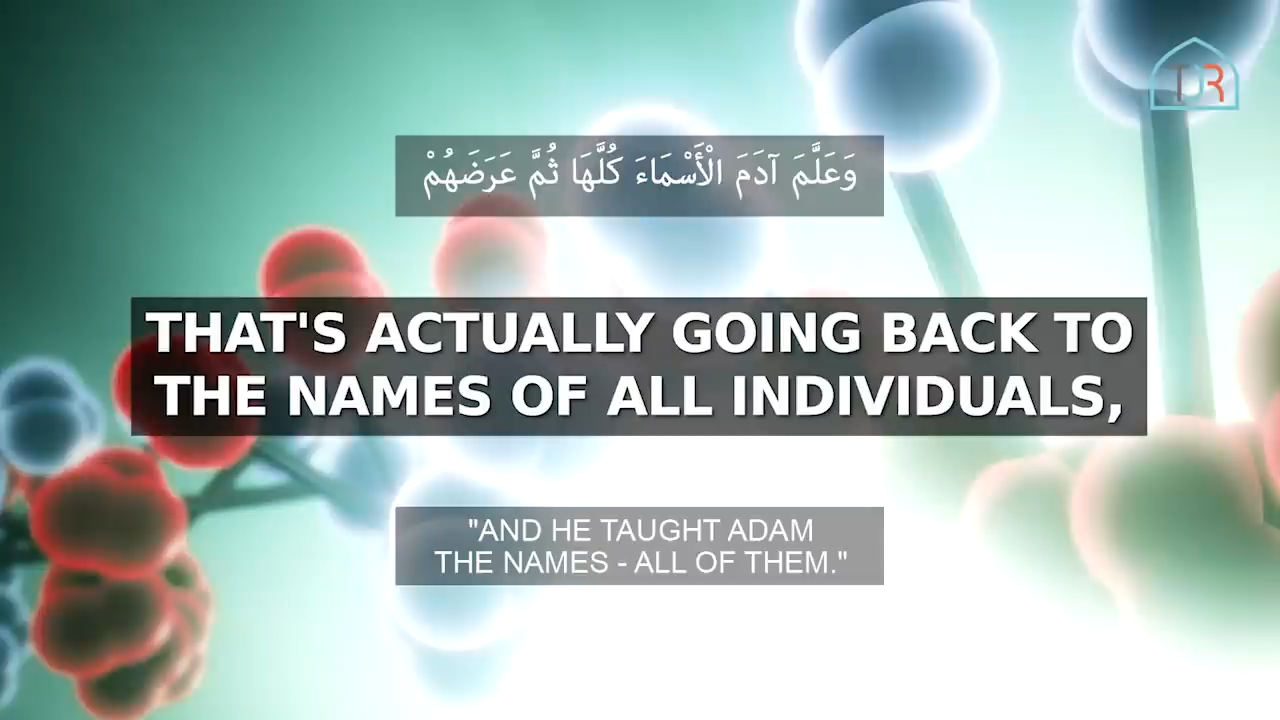 TDR
وَعَلَّمَ آدَمَ الْأَسْمَاءَ كُلَّهَا ثُمَّ عَرَضَهُمْ
THAT'S ACTUALLY GOING BACK TO
THE NAMES OF ALL INDIVIDUALS,
"AND HE TAUGHT ADAM
THE NAMES - ALL OF THEM."